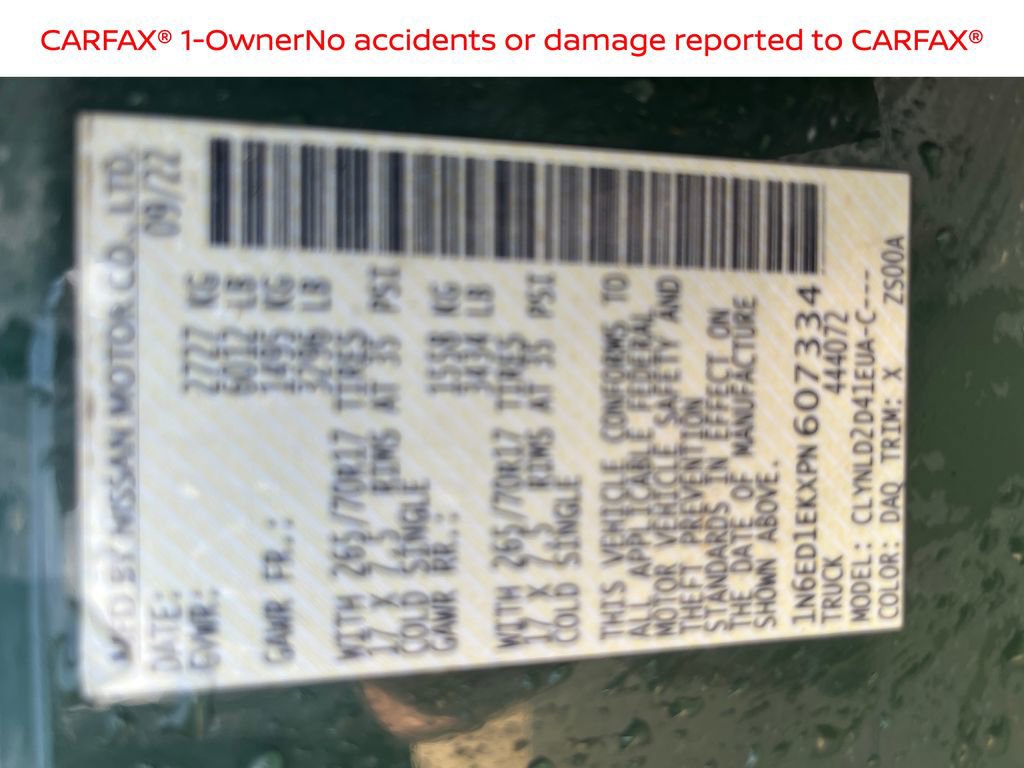 CARFAX® 1-OwnerNo accidents or damage reported to CARFAX®
MFD BY NISSAN MOTOR CO., LTD.
DATE: 09/22
GVWR: 2727 KG
6012 LB
GAWR FR.: 1495 KG
3296 LB
WITH 265/70R17 TIRES
17 X 7.5 RIMS AT 35 PSI
COLD SINGLE
GAWR RR.: 1558 KG
3434 LB
WITH 265/70R17 TIRES
17 X 7.5 RIMS AT 35 PSI
COLD SINGLE
THIS VEHICLE CONFORMS TO
ALL APPLICABLE FEDERAL
MOTOR VEHICLE SAFETY AND
THEFT PREVENTION
STANDARDS IN EFFECT ON
THE DATE OF MANUFACTURE
SHOWN ABOVE.
1N6ED1EKXPN607334
TRUCK 444072
MODEL: CLYNLD2D41EUA-C---
COLOR: DAQ TRIM: X ZS00A